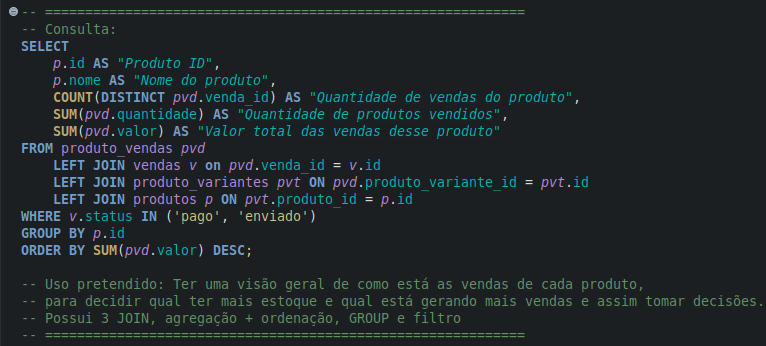 -- ============================================================
-- Consulta:
SELECT
    p.id AS "Produto ID",
    p.nome AS "Nome do produto",
    COUNT(DISTINCT pvd.venda_id) AS "Quantidade de vendas do produto",
    SUM(pvd.quantidade) AS "Quantidade de produtos vendidos",
    SUM(pvd.valor) AS "Valor total das vendas desse produto"
FROM produto_vendas pvd
    LEFT JOIN vendas v on pvd.venda_id = v.id
    LEFT JOIN produto_variantes pvt ON pvd.produto_variante_id = pvt.id
    LEFT JOIN produtos p ON pvt.produto_id = p.id
WHERE v.status IN ('pago', 'enviado')
GROUP BY p.id
ORDER BY SUM(pvd.valor) DESC;

-- Uso pretendido: Ter uma visão geral de como está as vendas de cada produto,
-- para decidir qual ter mais estoque e qual está gerando mais vendas e assim tomar decisões.
-- Possui 3 JOIN, agregação + ordenação, GROUP e filtro
-- ============================================================